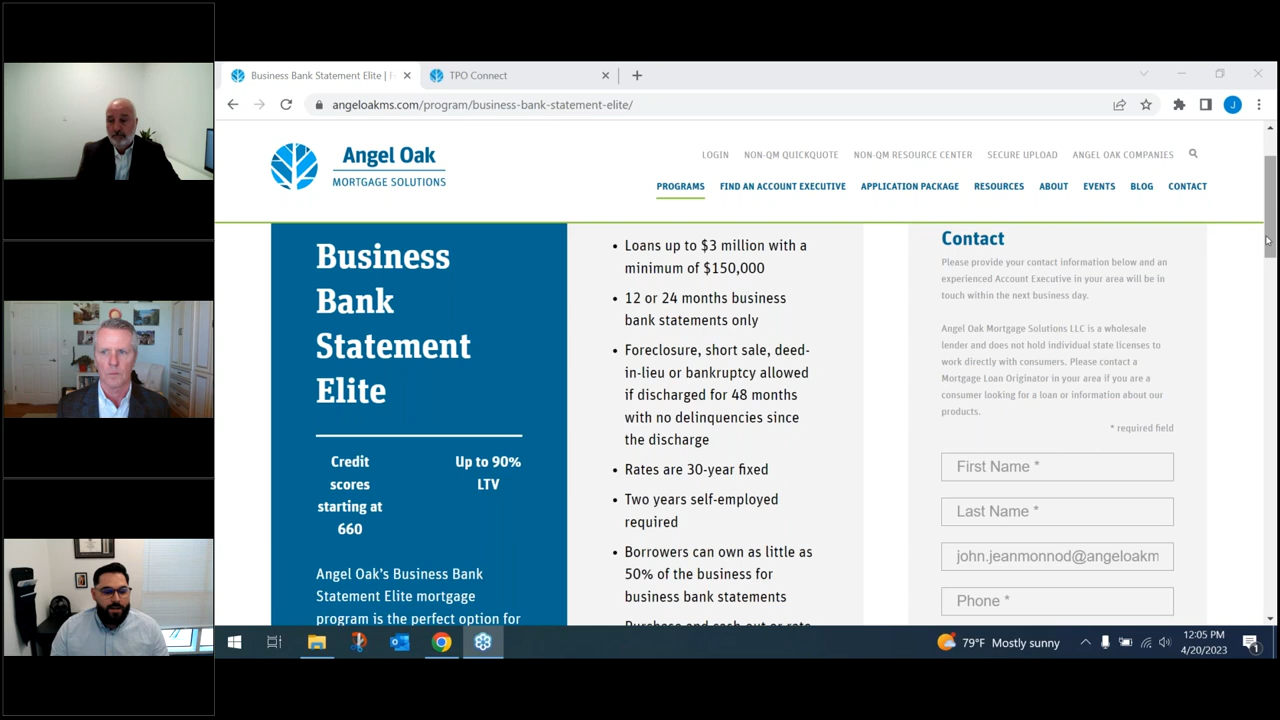 Business Bank Statement Elite | F
TPO Connect
angeloakms.com/program/business-bank-statement-elite/
J
Angel Oak
MORTGAGE SOLUTIONS
LOGIN NON-QM QUICKQUOTE NON-QM RESOURCE CENTER SECURE UPLOAD ANGEL OAK COMPANIES
PROGRAMS FIND AN ACCOUNT EXECUTIVE APPLICATION PACKAGE RESOURCES ABOUT EVENTS BLOG CONTACT
Business
Bank
Statement
Elite
Credit
scores
starting at
660
Up to 90%
LTV
Angel Oak's Business Bank
Statement Elite mortgage
program is the perfect option for
• Loans up to $3 million with a
minimum of $150,000
• 12 or 24 months business
bank statements only
• Foreclosure, short sale, deed-
in-lieu or bankruptcy allowed
if discharged for 48 months
with no delinquencies since
the discharge
• Rates are 30-year fixed
• Two years self-employed
required
• Borrowers can own as little as
50% of the business for
business bank statements
Purchase and cash-out or rate
Contact
Please provide your contact information below and an
experienced Account Executive in your area will be in
touch within the next business day.
Angel Oak Mortgage Solutions LLC is a wholesale
lender and does not hold individual state licenses to
work directly with consumers. Please contact a
Mortgage Loan Originator in your area if you are a
consumer looking for a loan or information about our
products.
* required field
First Name *
Last Name *
john.jeanmonnod@angeloakm
Phone *
79°F Mostly sunny
12:05 PM
4/20/2023
1